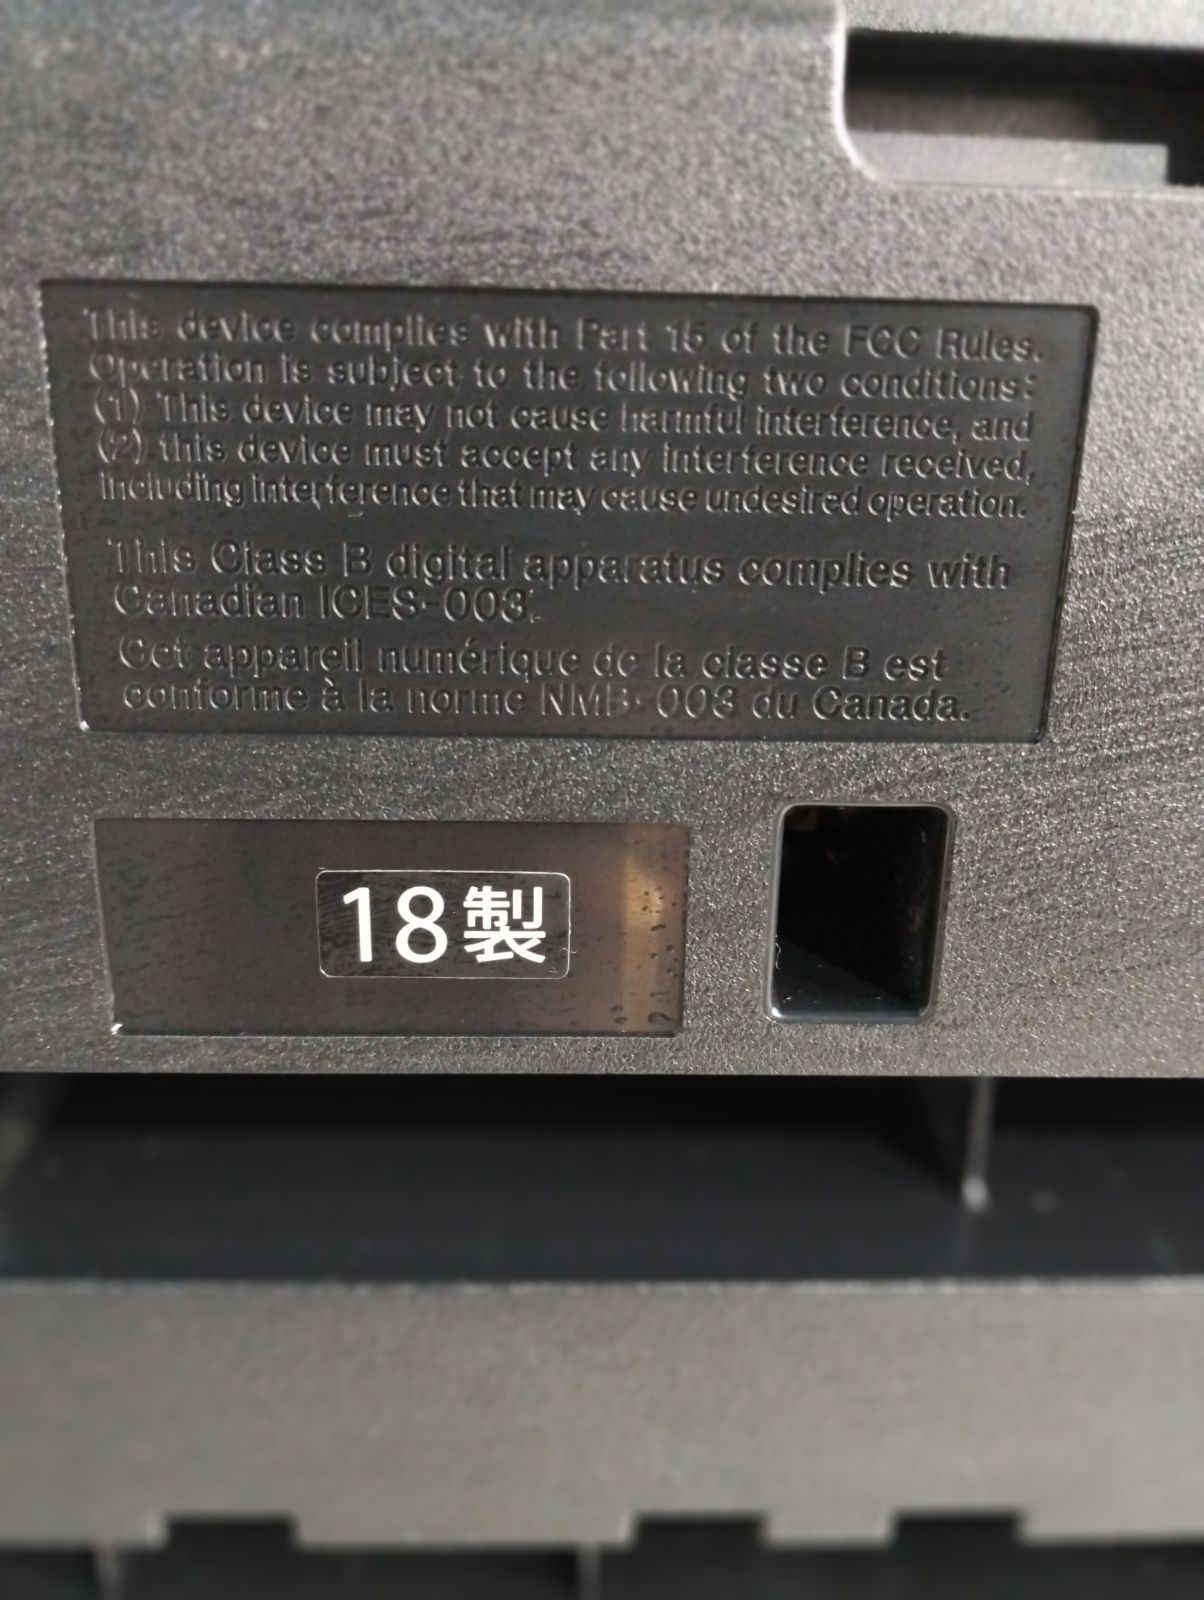 This device complies with Part 15 of the FCC Rules.
Operation is subject to the following two conditions:
(1) This device may not cause harmful interference, and
(2) this device must accept any interference received,
including interference that may cause undesired operation.
This Class B digital apparatus complies with
Canadian ICES-003.
Cet appareil numérique de la classe B est
conforme à la norme NMB-003 du Canada.
18製